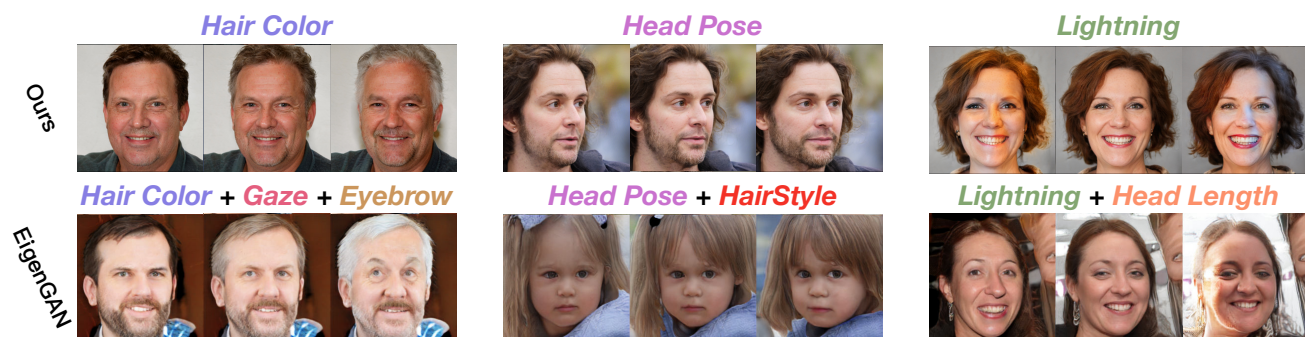 Hair Color
Head Pose
Lightning
Ours
Hair Color + Gaze + Eyebrow
Head Pose + HairStyle
Lightning + Head Length
EigenGAN